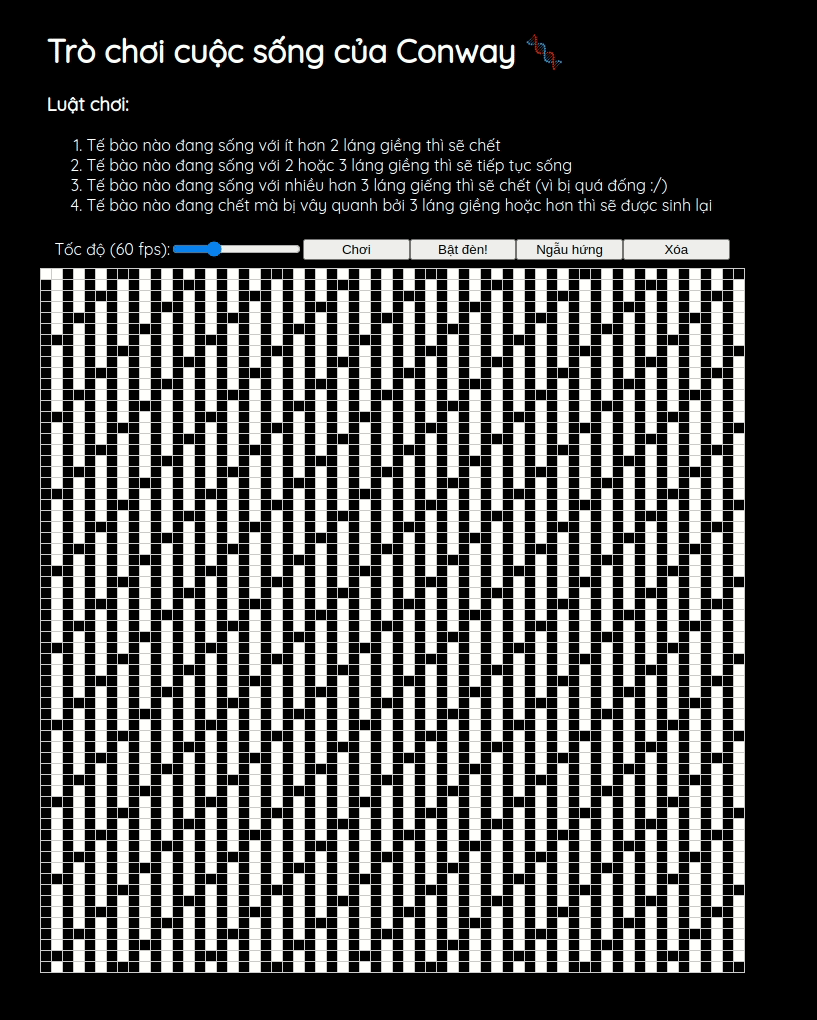 Trò chơi cuộc sống của Conway 🧬
Luật chơi:
1. Tế bào nào đang sống với ít hơn 2 láng giềng thì sẽ chết
2. Tế bào nào đang sống với 2 hoặc 3 láng giềng thì sẽ tiếp tục sống
3. Tế bào nào đang sống với nhiều hơn 3 láng giếng thì sẽ chết (vì bị quá đống :/)
4. Tế bào nào đang chết mà bị vây quanh bởi 3 láng giềng hoặc hơn thì sẽ được sinh lại
Tốc độ (60 fps): Chơi Bật đèn! Ngẫu hứng Xóa